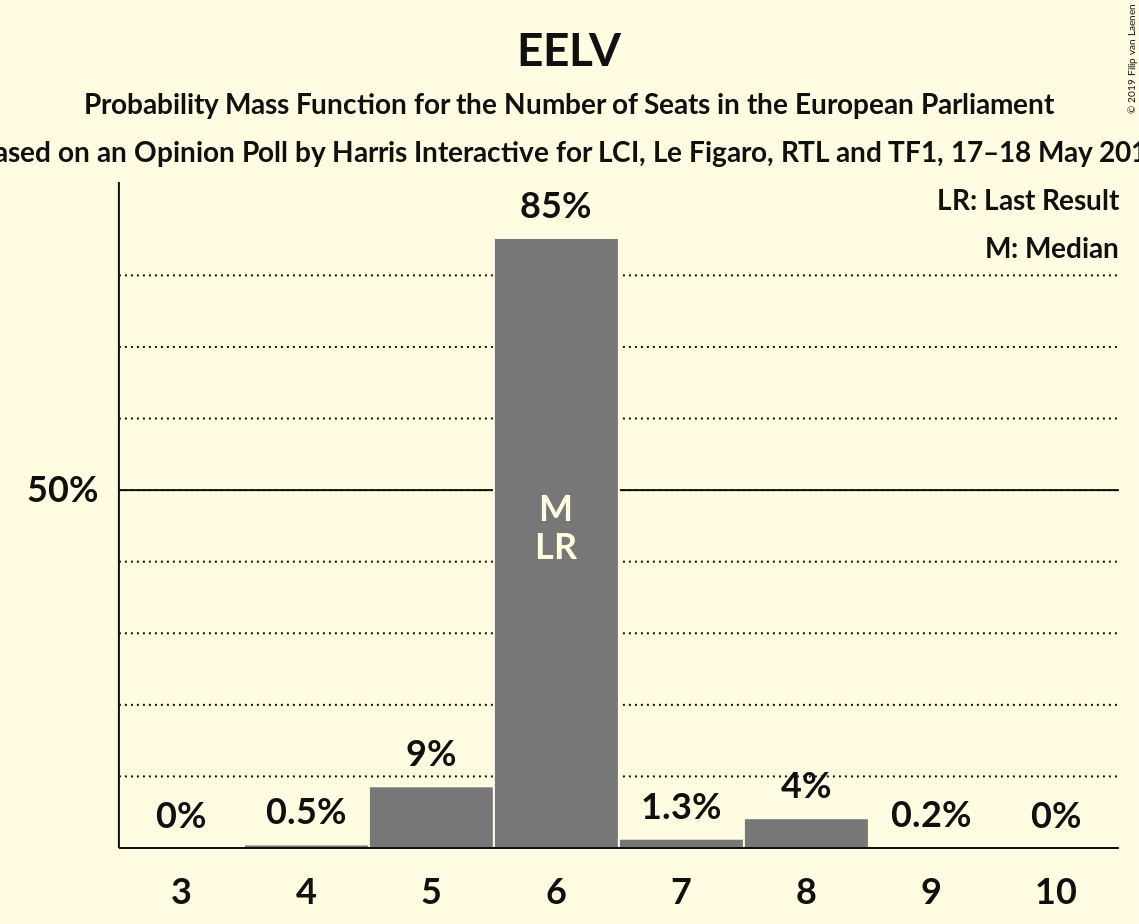 EELV
Probability Mass Function for the Number of Seats in the European Parliament
on an Opinion Poll by Harris Interactive for LCI, Le Figaro, RTL and TF1, 17–18 May
© 2019 Filip van Laenen
LR: Last Result
M: Median
85%
50%
M
LR
9%
0%
0.5%
1.3%
4%
0.2%
0%
3 4 5 6 7 8 9 10